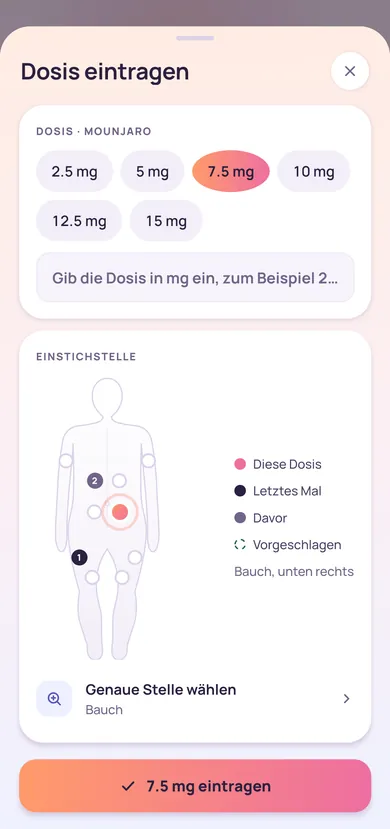 Dosis eintragen
DOSIS · MOUNJARO
2.5 mg
5 mg
7.5 mg
10 mg
12.5 mg
15 mg
Gib die Dosis in mg ein, zum Beispiel 2…
EINSTICHSTELLE
2
1
Diese Dosis
Letztes Mal
Davor
Vorgeschlagen
Bauch, unten rechts
Genaue Stelle wählen
Bauch
7.5 mg eintragen